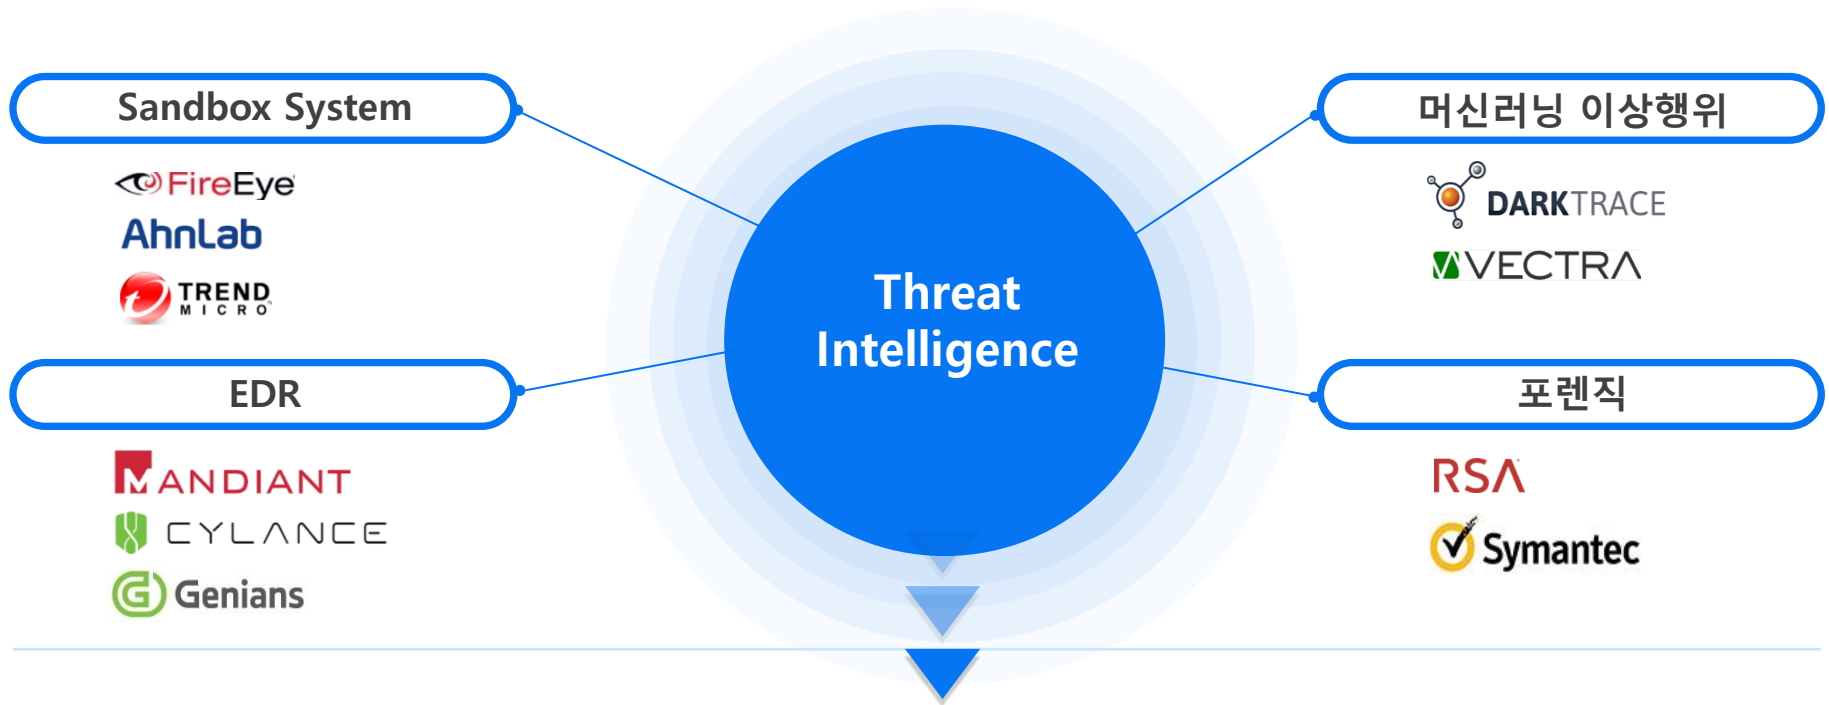 Sandbox System
FireEye
AhnLab
TREND
MICRO
EDR
MANDIANT
CYLANCE
Genians
Threat
Intelligence
머신러닝 이상행위
DARKTRACE
VECTRA
포렌직
RSA
Symantec